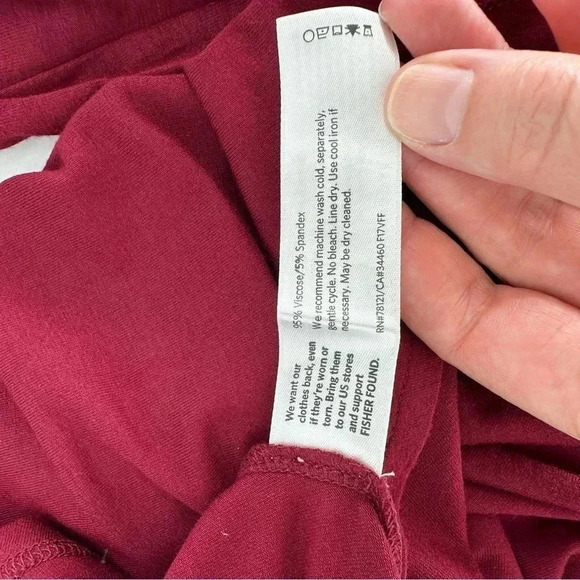 95% Viscose/5% Spandex
We recommend machine wash cold, separately,
gentle cycle. No bleach. Line dry. Use cool iron if
necessary. May be dry cleaned.
RN#78121/CA#34460 F17VFF
We want our
clothes back, even
if they're worn or
torn. Bring them
to our US stores
and support
FISHER FOUND.